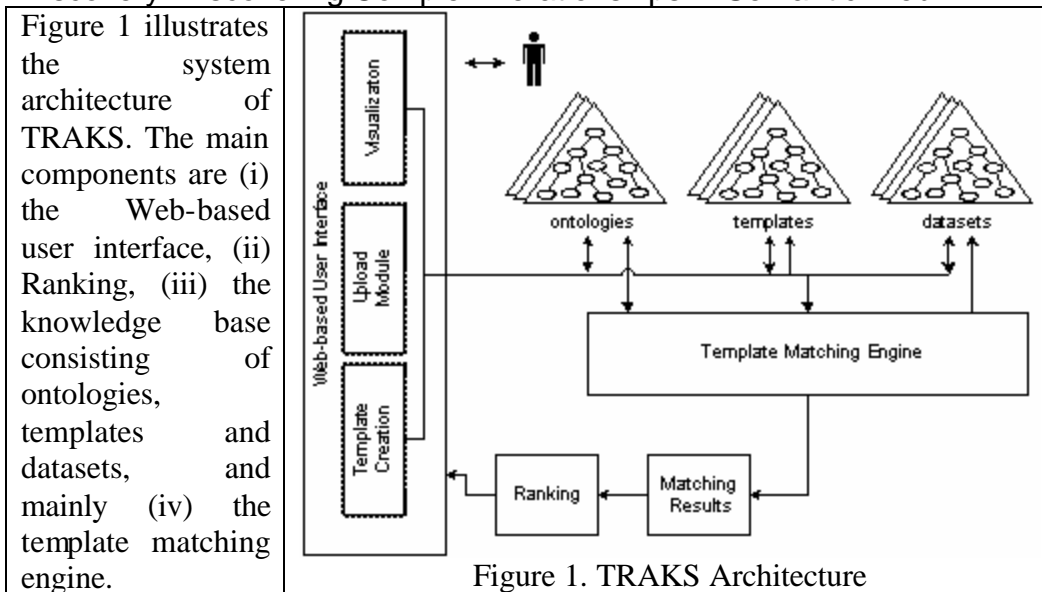 Figure 1 illustrates
the system
architecture of
TRAKS. The main
components are (i)
the Web-based
user interface, (ii)
Ranking, (iii) the
knowledge base
consisting of
ontologies,
templates and
datasets, and
mainly (iv) the
template matching
engine.
Web-based User Interface
Visualizaton
Upload
Module
Template
Creation
ontologies
templates
datasets
Template Matching Engine
Ranking
Matching
Results
Figure 1. TRAKS Architecture